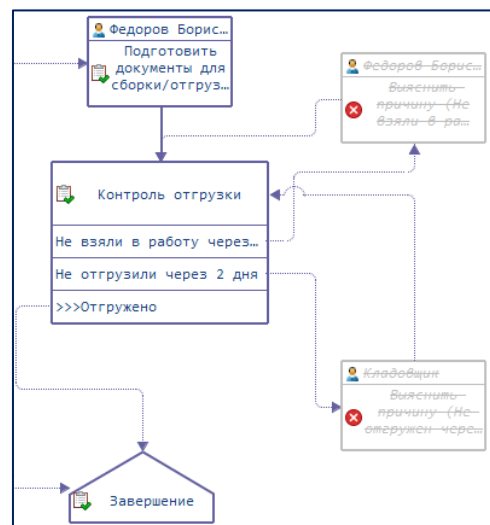 Федоров Борис…
Подготовить
документы для
сборки/отгруз…
Федоров Борис…
Выяснить
причину (Не
взяли в ра…
Контроль отгрузки
Не взяли в работу через…
Не отгрузили через 2 дня
>>>Отгружено
Кладовщик
Выяснить
причину (Не
отгружен чере…
Завершение